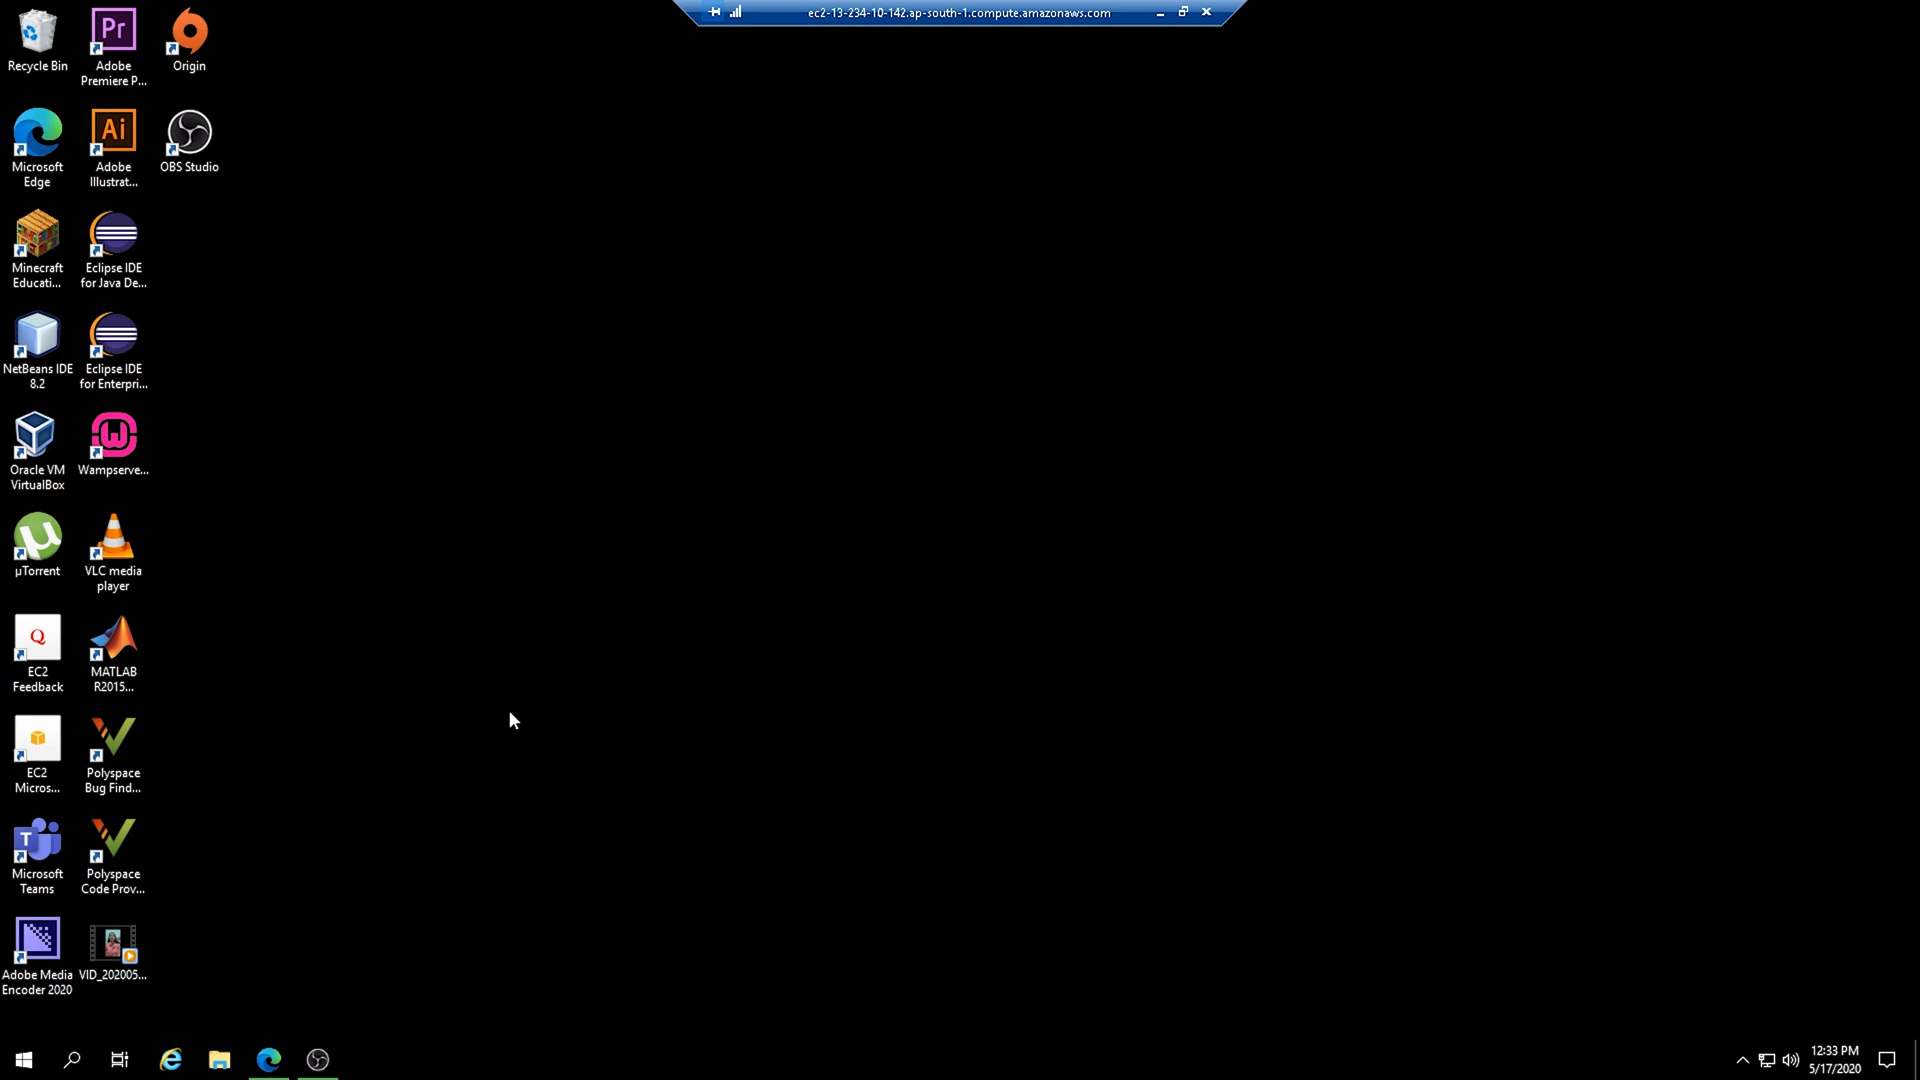 ec2-13-234-10-142.ap-south-1.compute.amazonaws.com
Recycle Bin
Pr
Adobe
Premiere P...
Origin
Microsoft
Edge
Ai
Adobe
Illustrat...
OBS Studio
Minecraft
Educati...
Eclipse IDE
for Java De...
NetBeans IDE
8.2
Eclipse IDE
for Enterpri...
Oracle VM
VirtualBox
W
Wampserve...
µ
µTorrent
VLC media
player
Q
EC2
Feedback
MATLAB
R2015...
EC2
Micros...
Polyspace
Bug Find...
T
Microsoft
Teams
Polyspace
Code Prov...
Adobe Media
Encoder 2020
VID_202005...
12:33 PM
5/17/2020